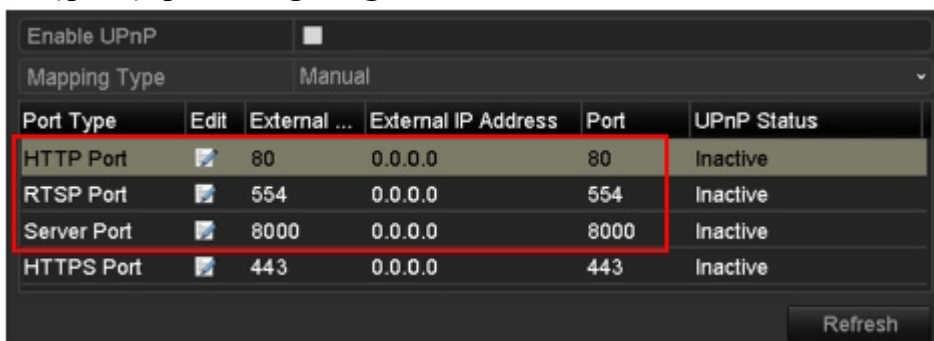 Enable UPnP
Mapping Type Manual
Port Type Edit External ... External IP Address Port UPnP Status
HTTP Port 80 0.0.0.0 80 Inactive
RTSP Port 554 0.0.0.0 554 Inactive
Server Port 8000 0.0.0.0 8000 Inactive
HTTPS Port 443 0.0.0.0 443 Inactive
Refresh